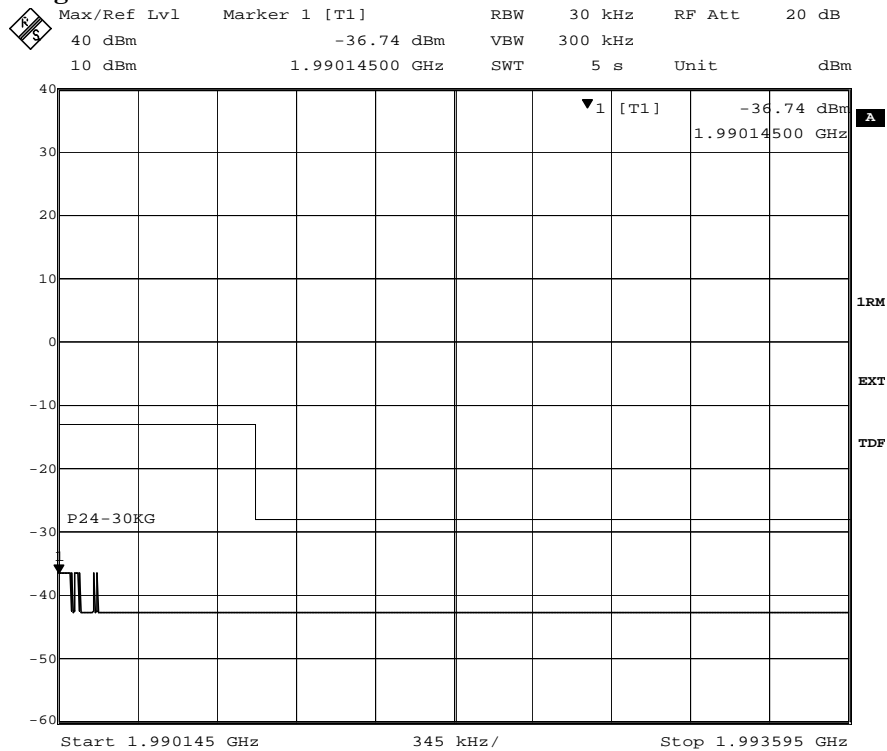 R
S
Max/Ref Lvl Marker 1 [T1] RBW 30 kHz RF Att 20 dB
40 dBm -36.74 dBm VBW 300 kHz
10 dBm 1.99014500 GHz SWT 5 s Unit dBm
40
1 [T1] -36.74 dBm
A
1.99014500 GHz
30
20
10
1RM
0
EXT
-10
TDF
-20
P24-30KG
-30
1
-40
-50
-60
Start 1.990145 GHz 345 kHz/ Stop 1.993595 GHz